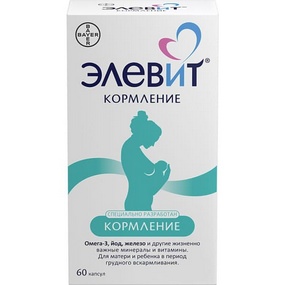 BAYER
BAYER
ЭЛЕВИТ®
КОРМЛЕНИЕ
СПЕЦИАЛЬНО РАЗРАБОТАН
КОРМЛЕНИЕ
Омега-3, йод, железо и другие жизненно
важные минералы и витамины.
Для матери и ребенка в период
грудного вскармливания.
60 капсул